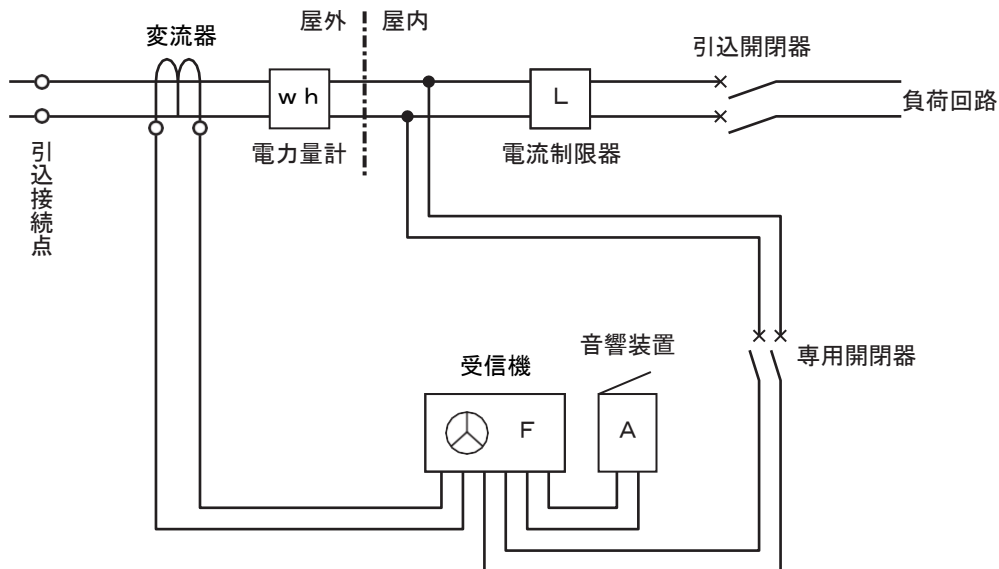 屋外
屋内
変流器
引込開閉器
wh
L
負荷回路
電力量計
電流制限器
引込接続点
音響装置
専用開閉器
受信機
F
A